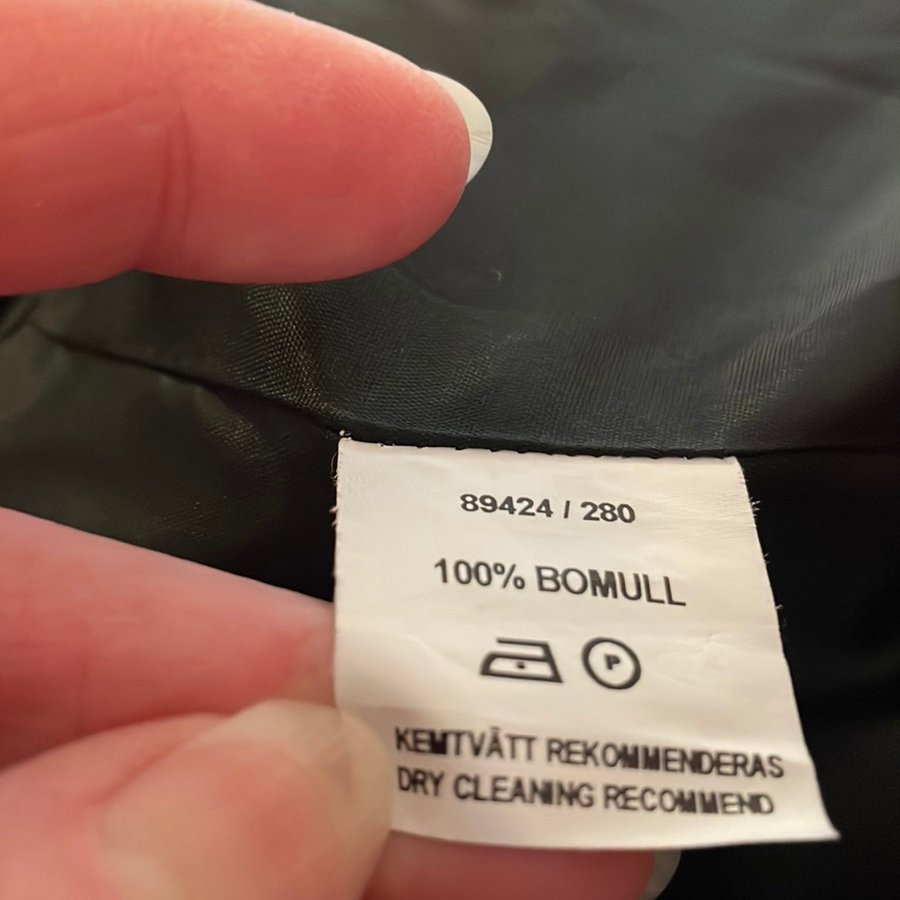 89424 / 280
100% BOMULL
P
KEMTVÄTT REKOMMENDERAS
DRY CLEANING RECOMMEND